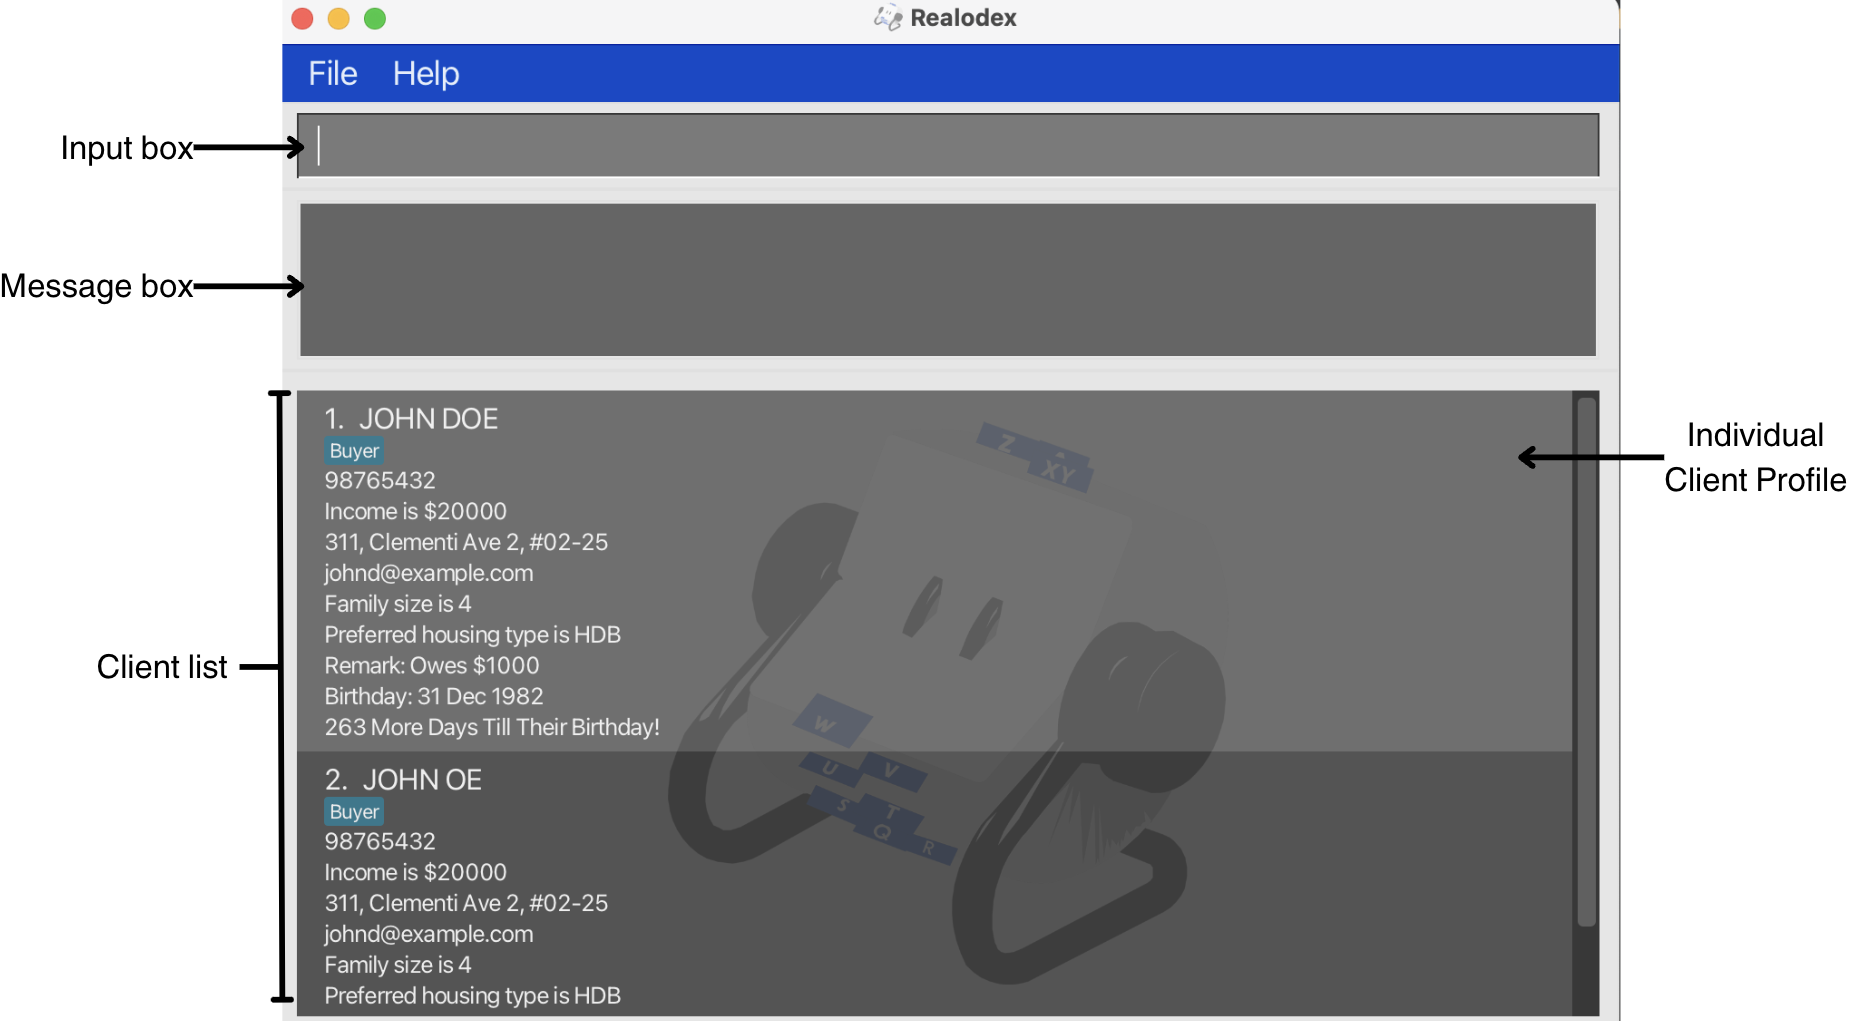 Realodex
File Help
Input box
Message box
Client list
Individual
Client Profile
1. JOHN DOE
Buyer
98765432
Income is $20000
311, Clementi Ave 2, #02-25
johnd@example.com
Family size is 4
Preferred housing type is HDB
Remark: Owes $1000
Birthday: 31 Dec 1982
263 More Days Till Their Birthday!
2. JOHN OE
Buyer
98765432
Income is $20000
311, Clementi Ave 2, #02-25
johnd@example.com
Family size is 4
Preferred housing type is HDB
Z
XY
W
U
V
S
T
Q
R